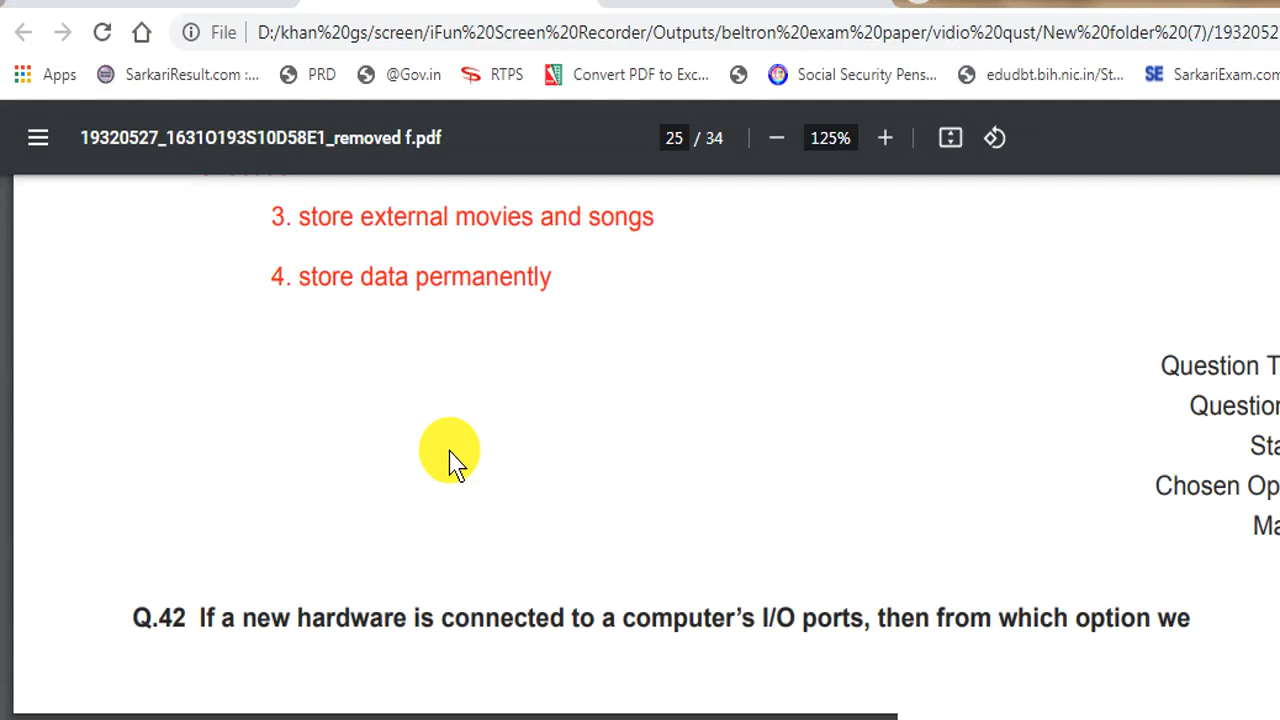 File D:/khan%20gs/screen/iFun%20Screen%20Recorder/Outputs/beltron%20exam%20paper/vidio%20qust/New%20folder%20(7)/1932052
Apps SarkariResult.com :... PRD @Gov.in RTPS Convert PDF to Exc... Social Security Pens... edudbt.bih.nic.in/St... SE SarkariExam.com
19320527_1631O193S10D58E1_removed f.pdf 25 / 34 125%
3. store external movies and songs
4. store data permanently
Question T
Question
Sta
Chosen Op
Ma
Q.42 If a new hardware is connected to a computer’s I/O ports, then from which option we